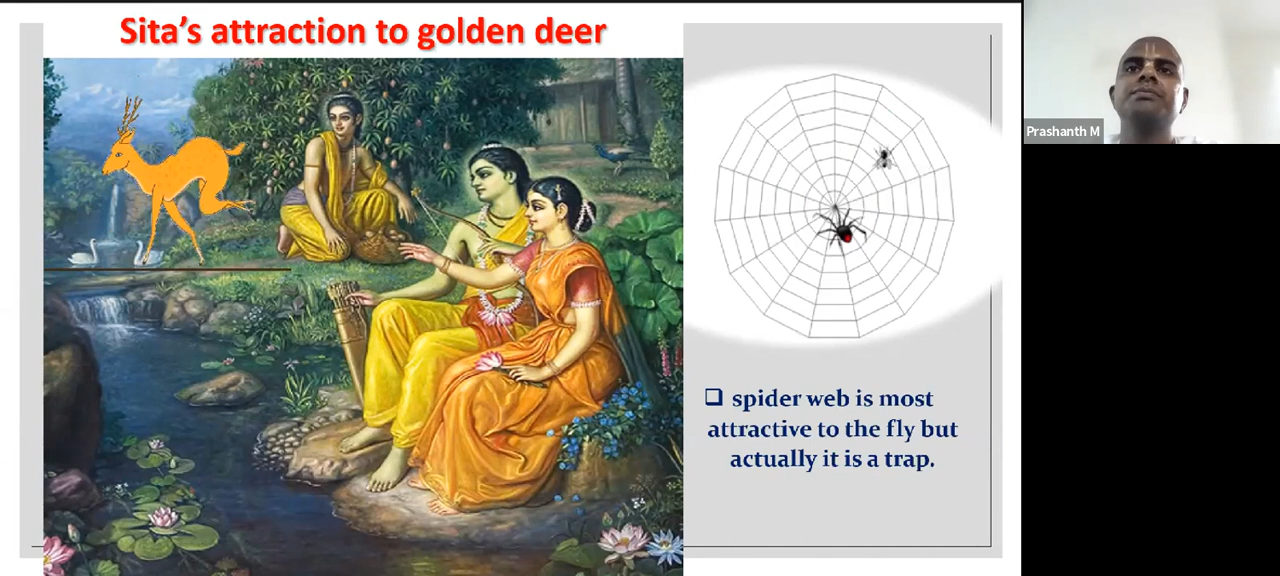 Sita’s attraction to golden deer
Prashanth M
❑ spider web is most
attractive to the fly but
actually it is a trap.